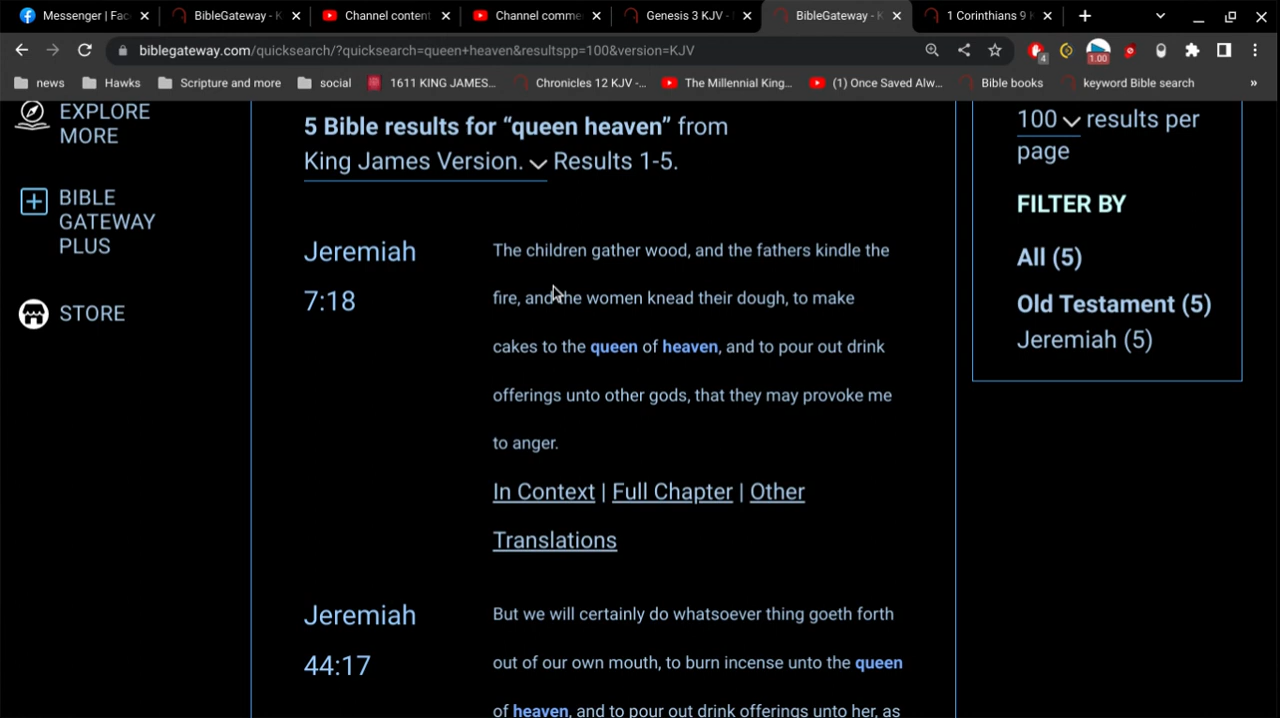 Messenger | Fac
BibleGateway - K
Channel content
Channel comme
Genesis 3 KJV -
BibleGateway - K
1 Corinthians 9 K
biblegateway.com/quicksearch/?quicksearch=queen+heaven&resultspp=100&version=KJV
4
1.00
news
Hawks
Scripture and more
social
1611 KING JAMES...
Chronicles 12 KJV -...
The Millennial King...
(1) Once Saved Alw...
Bible books
keyword Bible search
»
EXPLORE
MORE
BIBLE
GATEWAY
PLUS
STORE
5 Bible results for “queen heaven” from
King James Version. Results 1-5.
Jeremiah
7:18
The children gather wood, and the fathers kindle the
fire, and the women knead their dough, to make
cakes to the queen of heaven, and to pour out drink
offerings unto other gods, that they may provoke me
to anger.
In Context | Full Chapter | Other
Translations
Jeremiah
44:17
But we will certainly do whatsoever thing goeth forth
out of our own mouth, to burn incense unto the queen
of heaven, and to pour out drink offerings unto her, as
100 results per
page
FILTER BY
All (5)
Old Testament (5)
Jeremiah (5)